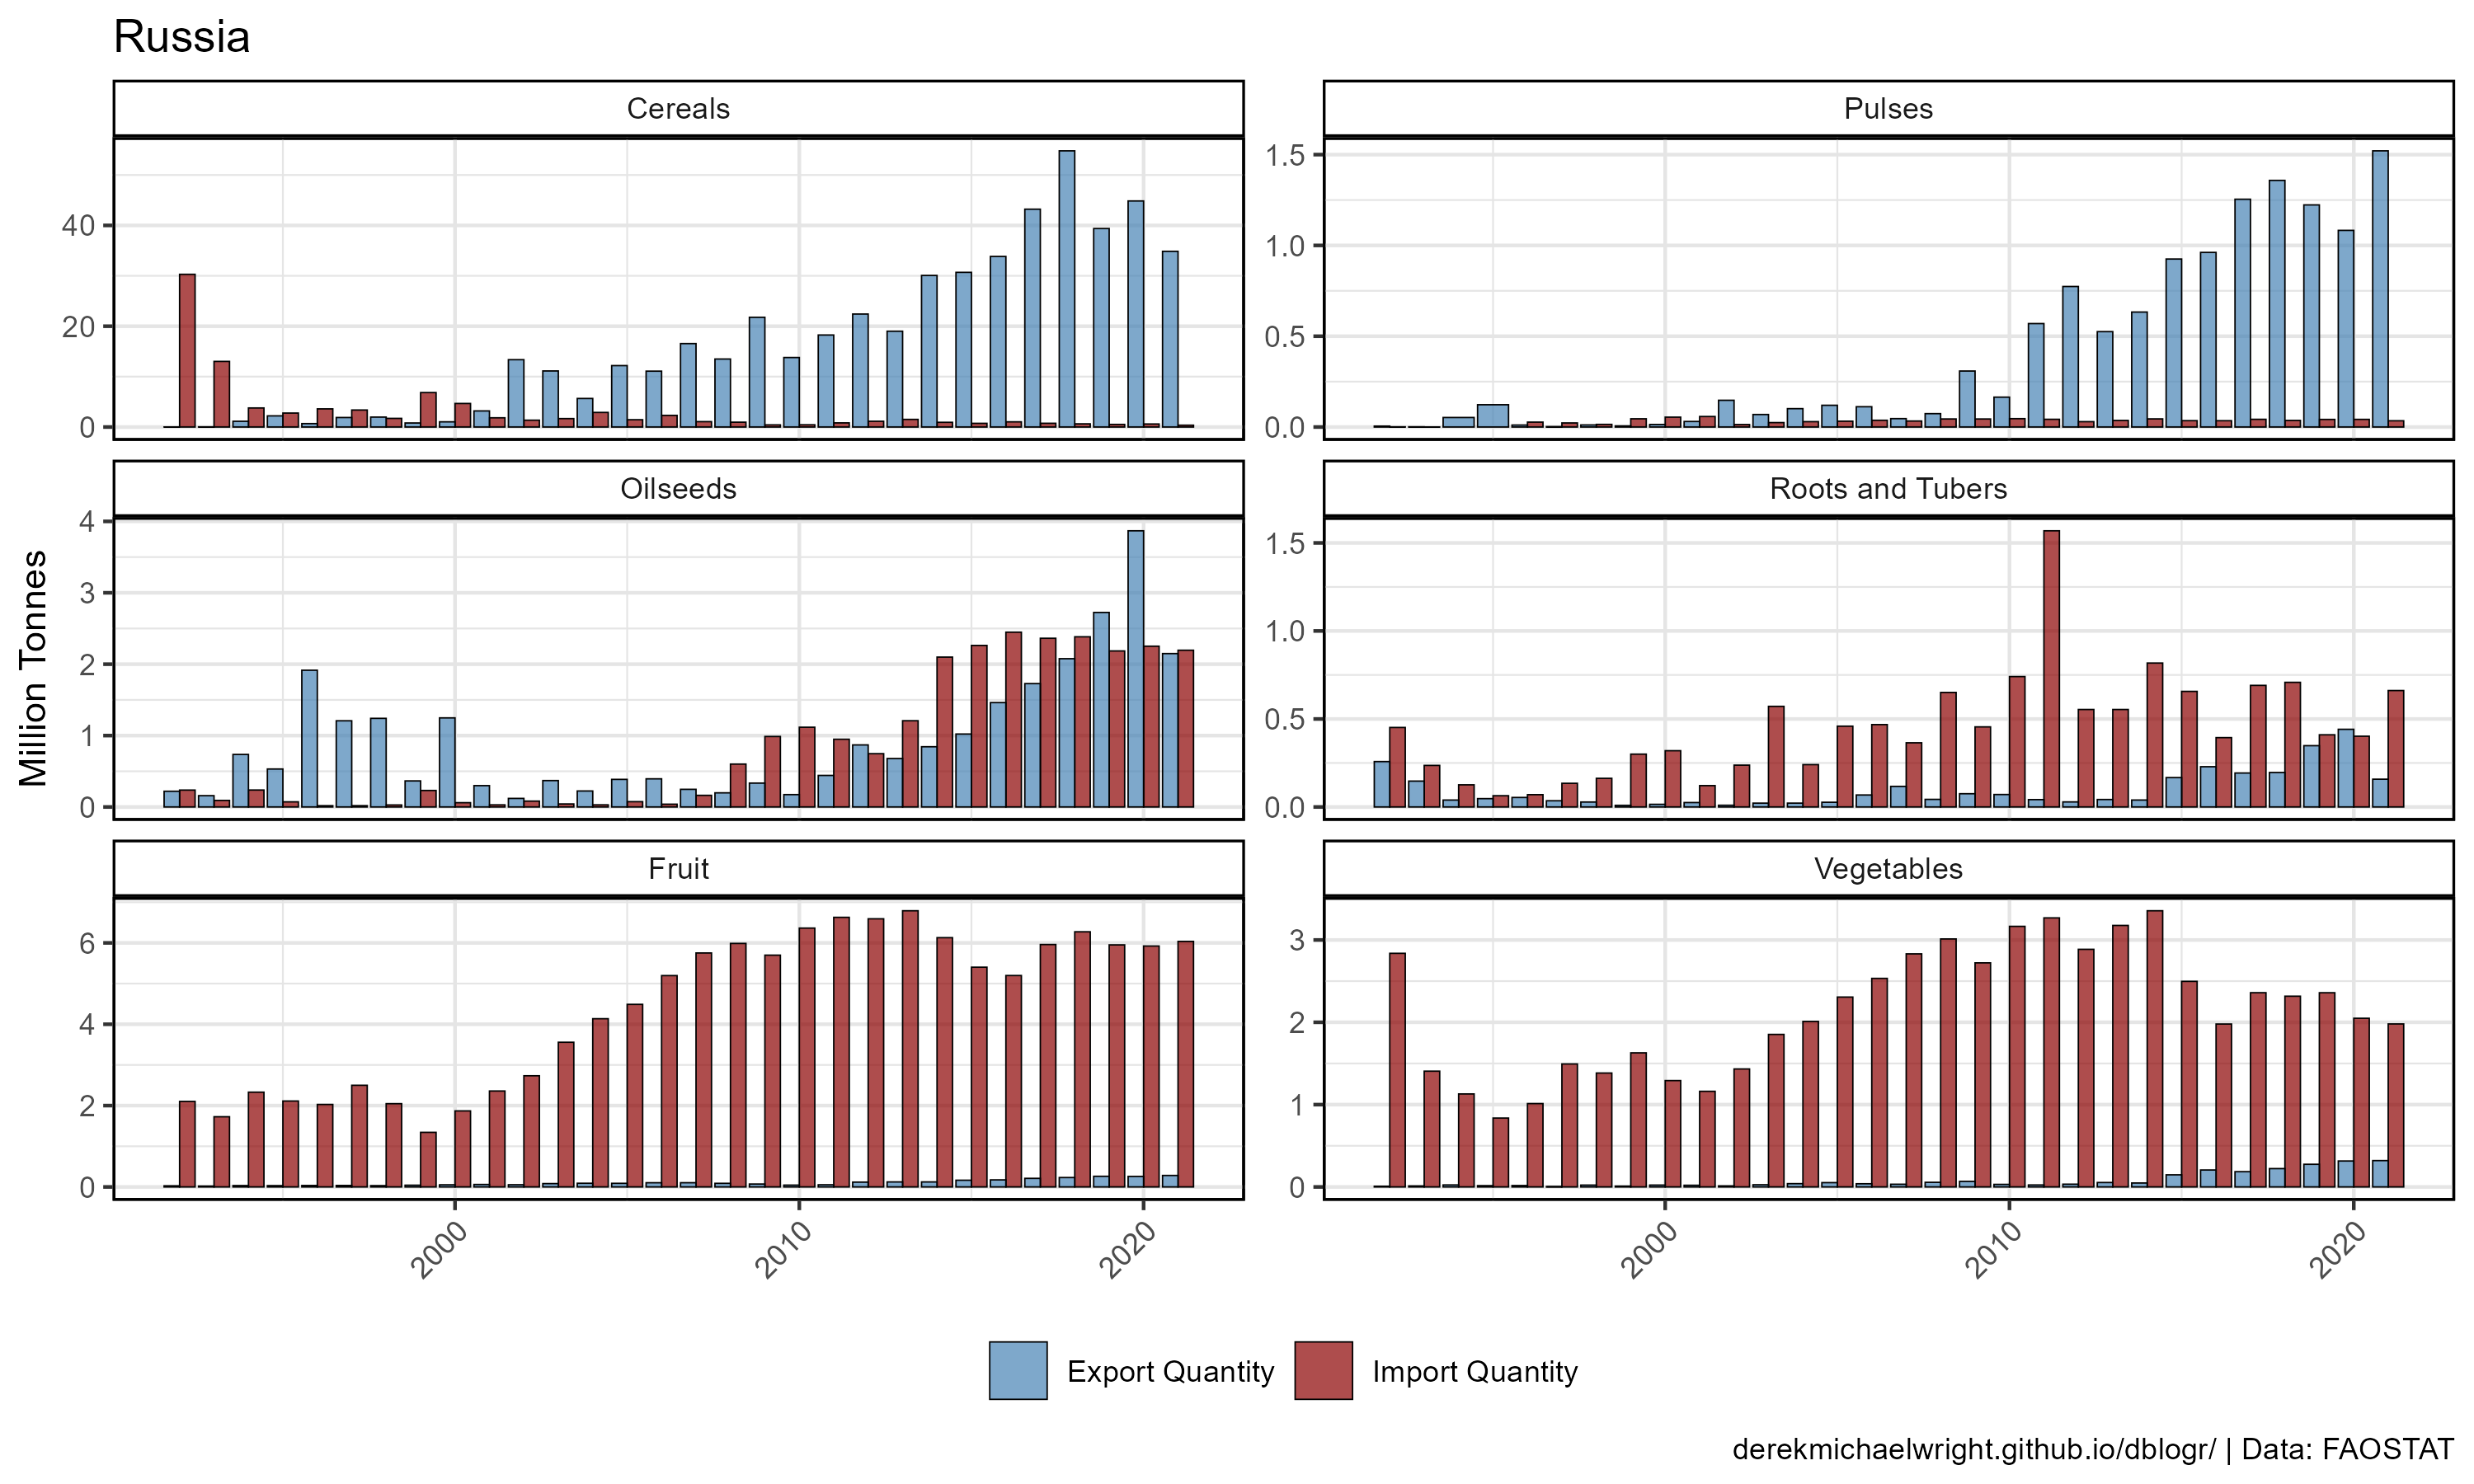 Russia
Cereals
Pulses
40
20
0
1.5
1.0
0.5
0.0
Oilseeds
Roots and Tubers
Million Tonnes
4
3
2
1
0
1.5
1.0
0.5
0.0
Fruit
Vegetables
6
4
2
0
3
2
1
0
2000
2010
2020
2000
2010
2020
Export Quantity
Import Quantity
derekmichaelwright.github.io/dblogr/ | Data: FAOSTAT